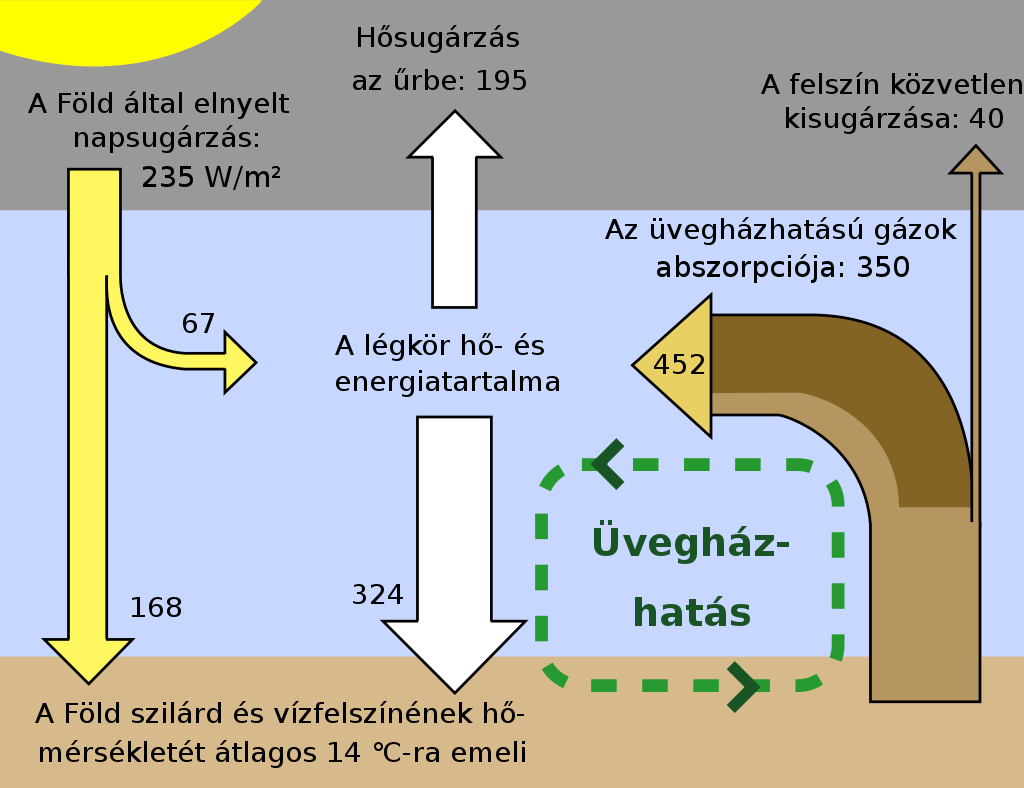 Hősugárzás
az űrbe: 195
A Föld által elnyelt
napsugárzás:
235 W/m²
A felszín közvetlen
kisugárzása: 40
Az üvegházhatású gázok
abszorpciója: 350
67
A légkör hő- és
energiatartalma
452
Üvegház-
hatás
168
324
A Föld szilárd és vízfelszínének hő-
mérsékletét átlagos 14 °C-ra emeli